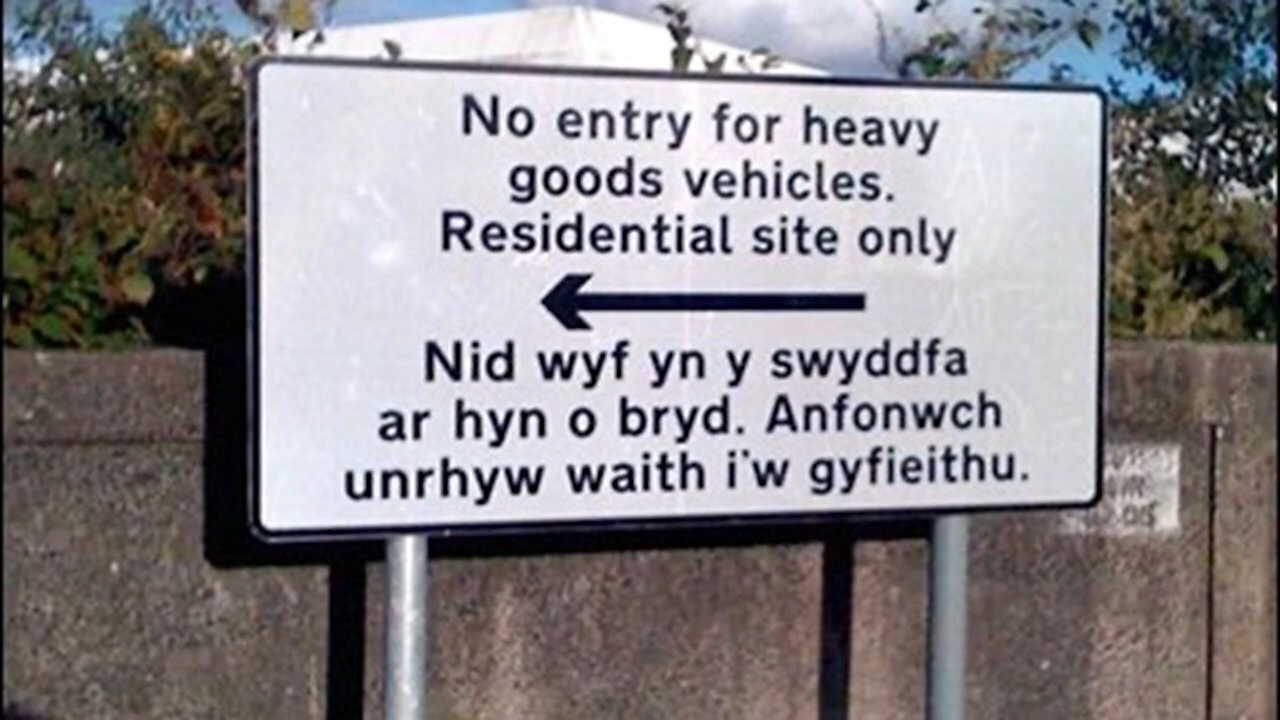 No entry for heavy
goods vehicles.
Residential site only
Nid wyf yn y swyddfa
ar hyn o bryd. Anfonwch
unrhyw waith i'w gyfieithu.